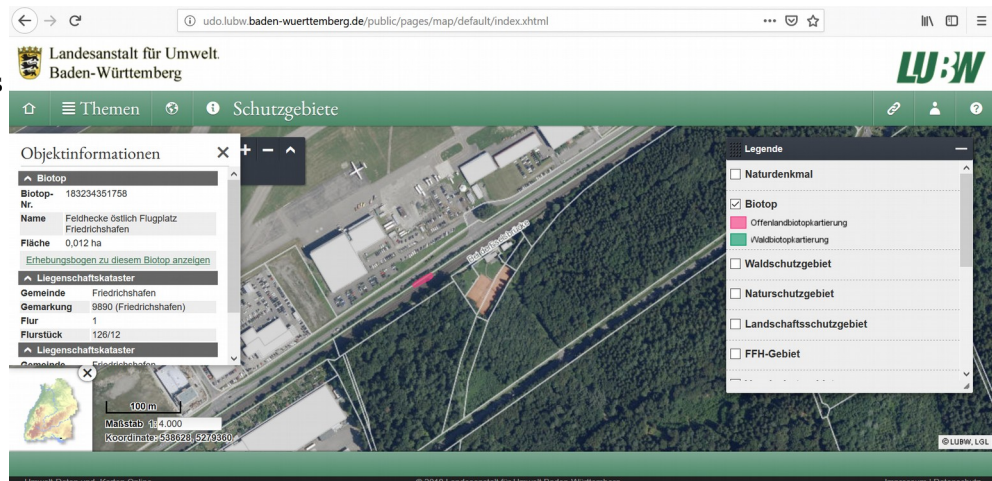 udo.lubw.baden-wuerttemberg.de/public/pages/map/default/index.xhtml
Landesanstalt für Umwelt
Baden-Württemberg
LUBW
Themen
Schutzgebiete
Objektinformationen
Biotop
Biotop-Nr. 183234351758
Name Feldhecke östlich Flugplatz
Friedrichshafen
Fläche 0,012 ha
Erhebungsbogen zu diesem Biotop anzeigen
Liegenschaftskataster
Gemeinde Friedrichshafen
Gemarkung 9890 (Friedrichshafen)
Flur 1
Flurstück 126/12
Liegenschaftskataster
Gemeinde Friedrichshafen
100 m
Maßstab 1: 4.000
Koordinate: 538628, 5279360
Legende
Naturdenkmal
Biotop
Offenlandbiotopkartierung
Waldbiotopkartierung
Waldschutzgebiet
Naturschutzgebiet
Landschaftsschutzgebiet
FFH-Gebiet
© LUBW, LGL